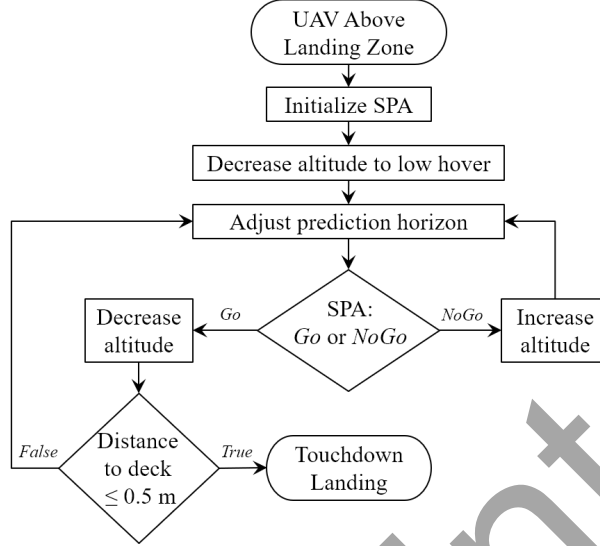 UAV Above
Landing Zone
Initialize SPA
Decrease altitude to low hover
Adjust prediction horizon
SPA:
Go or NoGo
Go
NoGo
Decrease
altitude
Increase
altitude
Distance
to deck
≤ 0.5 m
False
True
Touchdown
Landing
int